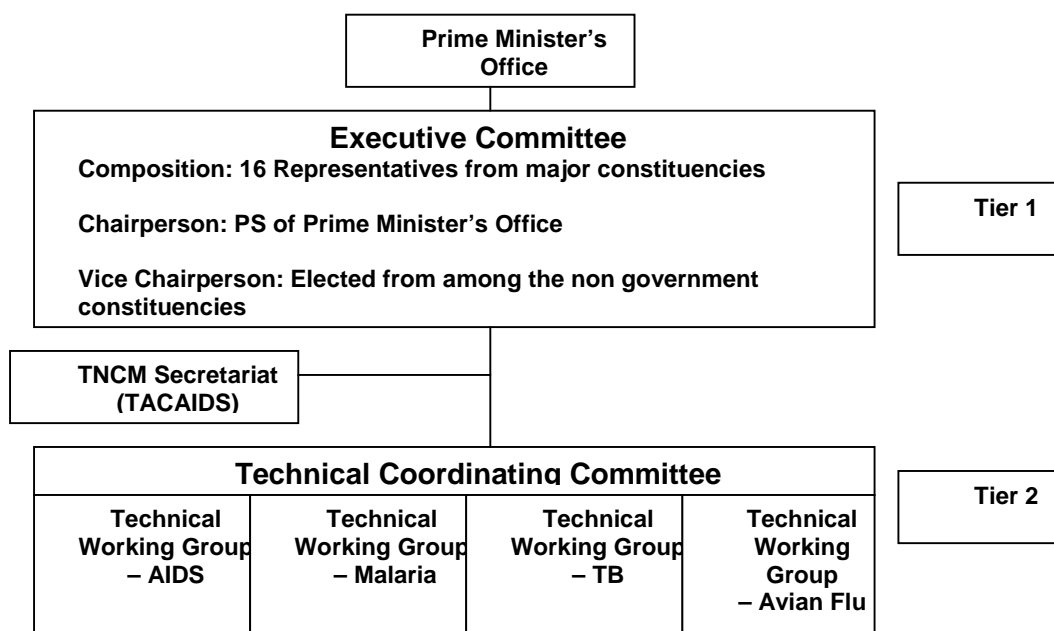 Prime Minister’s
Office
Executive Committee
Composition: 16 Representatives from major constituencies
Chairperson: PS of Prime Minister’s Office
Vice Chairperson: Elected from among the non government
constituencies
Tier 1
TNCM Secretariat
(TACAIDS)
Technical Coordinating Committee
Tier 2
Technical
Working Group
– AIDS
Technical
Working Group
– Malaria
Technical
Working Group
– TB
Technical
Working
Group
– Avian Flu